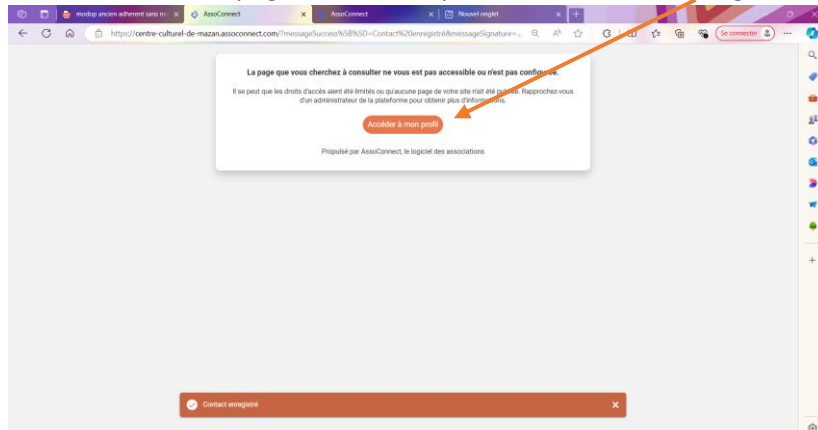 modop ancien adherent sans m
AssoConnect
AssoConnect
Nouvel onglet
https://centre-culturel-de-mazan.assoconnect.com/?messageSuccess%5B%5D=Contact%20enregistré&messageSignature=...
Se connecter
La page que vous cherchez à consulter ne vous est pas accessible ou n'est pas configurée.
Il se peut que les droits d'accès aient été limités ou qu'aucune page de votre site n'ait été publiée. Rapprochez-vous
d'un administrateur de la plateforme pour obtenir plus d'informations.
Accéder à mon profil
Propulsé par AssoConnect, le logiciel des associations
Contact enregistré